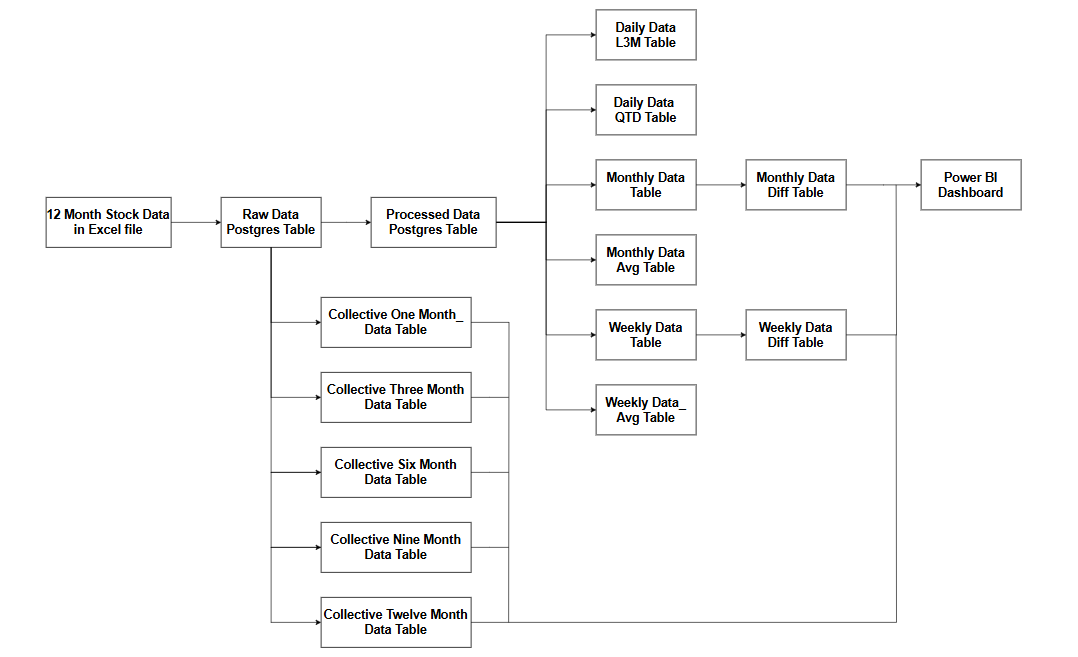 Daily Data
L3M Table
Daily Data
QTD Table
Monthly Data
Table
Monthly Data
Diff Table
Power BI
Dashboard
12 Month Stock Data
in Excel file
Raw Data
Postgres Table
Processed Data
Postgres Table
Monthly Data
Avg Table
Collective One Month_
Data Table
Weekly Data
Table
Weekly Data
Diff Table
Collective Three Month
Data Table
Weekly Data_
Avg Table
Collective Six Month
Data Table
Collective Nine Month
Data Table
Collective Twelve Month
Data Table